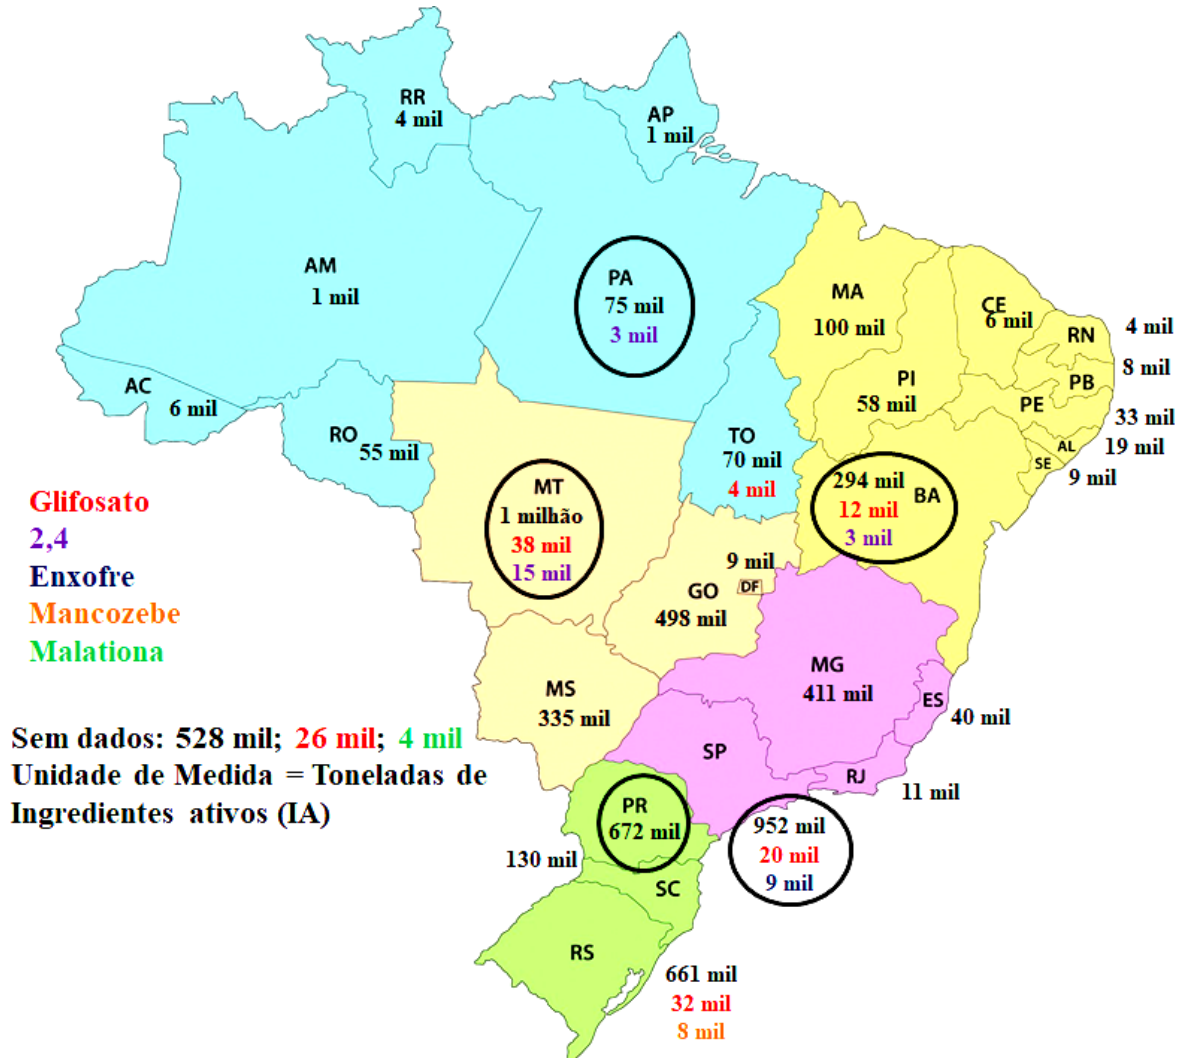 RR
4 mil
AP
1 mil
AM
1 mil
PA
75 mil
3 mil
MA
100 mil
CE
6 mil
RN
4 mil
PB
8 mil
PI
58 mil
PE
33 mil
AL
19 mil
SE
9 mil
AC
6 mil
RO
55 mil
TO
70 mil
4 mil
MT
1 milhão
38 mil
15 mil
294 mil
BA
12 mil
3 mil
9 mil
DF
GO
498 mil
Glifosato
2,4
Enxofre
Mancozebe
Malationa
MG
411 mil
ES
40 mil
MS
335 mil
SP
RJ
11 mil
Sem dados: 528 mil; 26 mil; 4 mil
Unidade de Medida = Toneladas de
Ingredientes ativos (IA)
PR
672 mil
952 mil
20 mil
9 mil
130 mil
SC
RS
661 mil
32 mil
8 mil